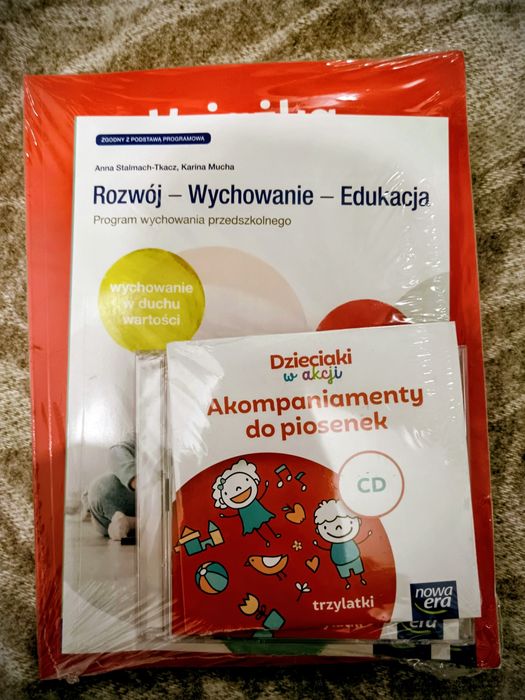 ZGODNY Z PODSTAWĄ PROGRAMOWĄ
Anna Stalmach-Tkacz, Karina Mucha
Rozwój – Wychowanie – Edukacja
Program wychowania przedszkolnego
wychowanie
w duchu
wartości
Dzieciaki
w akcji
Akompaniamenty
do piosenek
CD
trzylatki
nowa
era